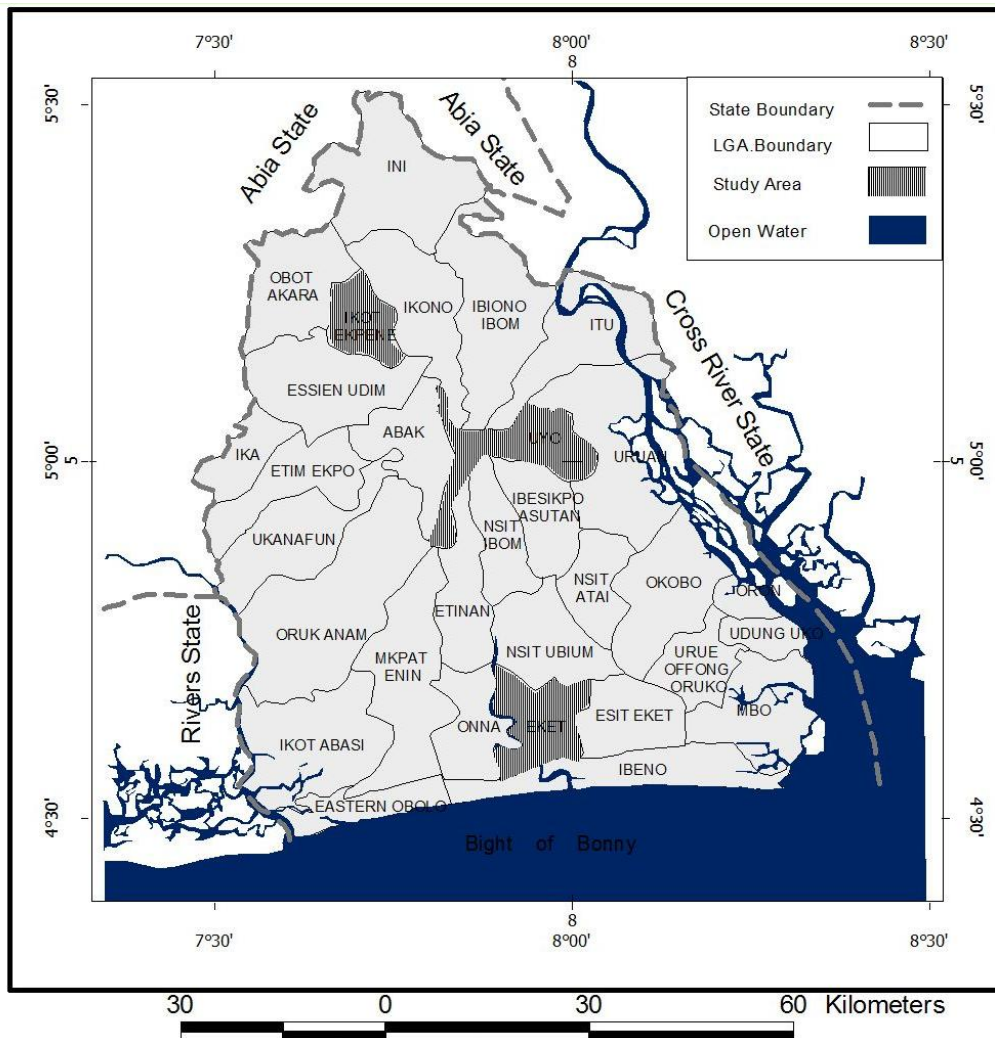 7°30'
8°00'
8
8°30'
5°30'
5°30'
State Boundary
LGA.Boundary
Study Area
Open Water
Abia State
Abia State
INI
OBOT
AKARA
IKOT
EKPENE
IKONO
IBIONO
IBOM
ITU
Cross River State
ESSIEN UDIM
ABAK
UYO
URUAN
IKA
ETIM EKPO
5°00'
5
5
5°00'
IBESIKPO
ASUTAN
NSIT
IBOM
UKANAFUN
NSIT
ATAI
OKOBO
ORON
ETINAN
ORUK ANAM
UDUNG UKO
NSIT UBIUM
URUE
OFFONG
ORUKO
MKPAT
ENIN
Rivers State
MBO
ESIT EKET
ONNA
EKET
IKOT ABASI
IBENO
EASTERN OBOLO
4°30'
4°30'
Bight of Bonny
7°30'
8
8°00'
8°30'
30 0 30 60 Kilometers